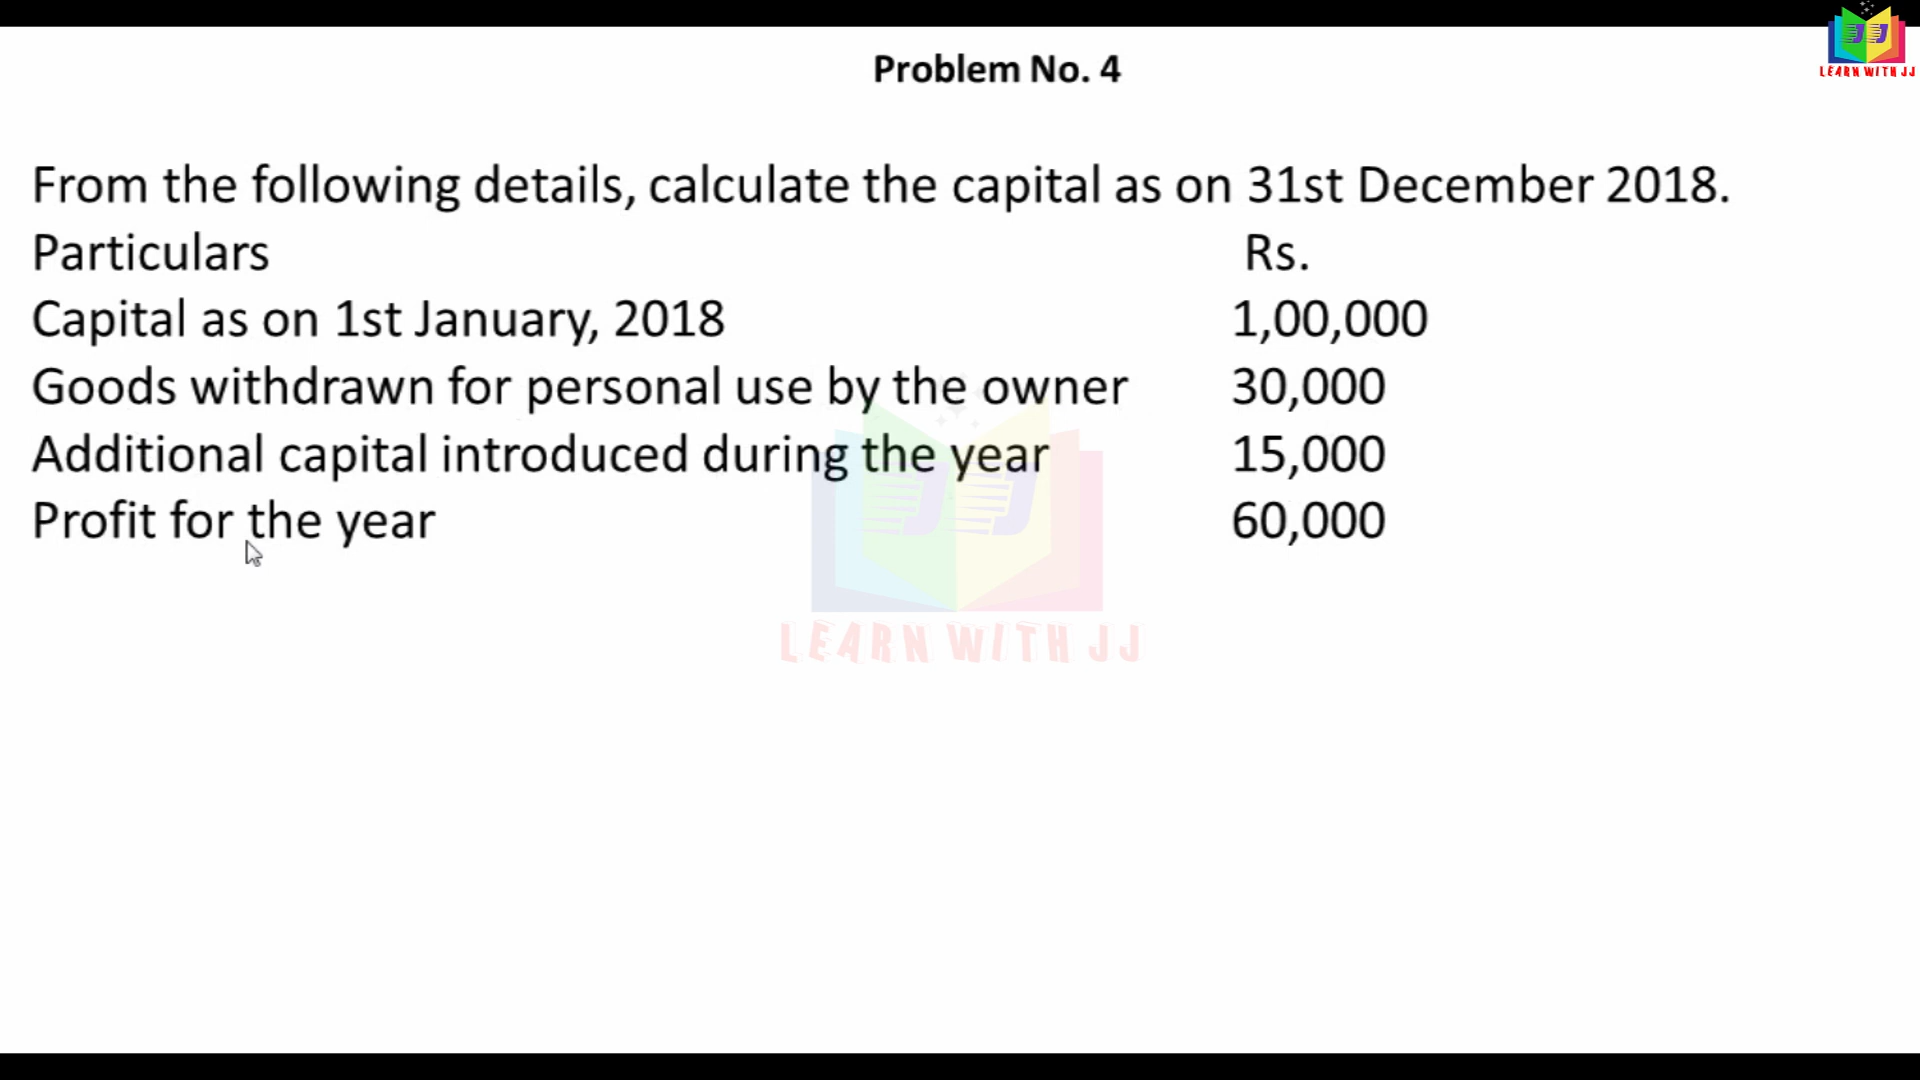 LEARN WITH JJ
Problem No. 4
From the following details, calculate the capital as on 31st December 2018.
Particulars Rs.
Capital as on 1st January, 2018 1,00,000
Goods withdrawn for personal use by the owner 30,000
Additional capital introduced during the year 15,000
Profit for the year 60,000
JJ
LEARN WITH JJ